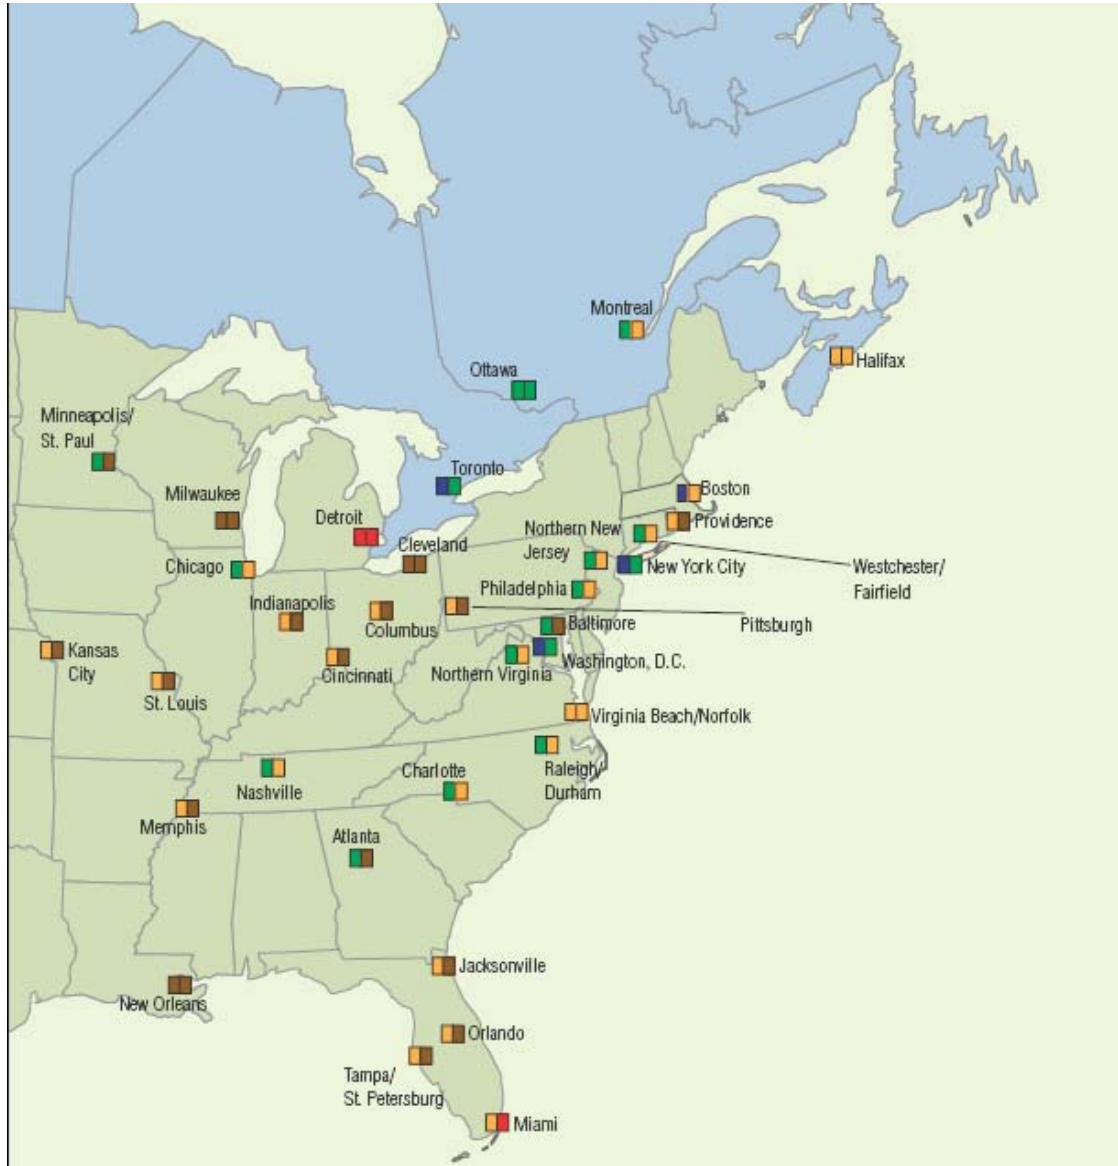 Montreal
Halifax
Ottawa
Minneapolis/
St. Paul
Toronto
Boston
Milwaukee
Detroit
Providence
Northern New
Jersey
Cleveland
Chicago
New York City
Westchester/
Fairfield
Philadelphia
Indianapolis
Columbus
Baltimore
Pittsburgh
Kansas
City
Cincinnati
Northern Virginia
Washington, D.C.
St. Louis
Virginia Beach/Norfolk
Charlotte
Raleigh/
Durham
Nashville
Memphis
Atlanta
Jacksonville
New Orleans
Orlando
Tampa/
St. Petersburg
Miami